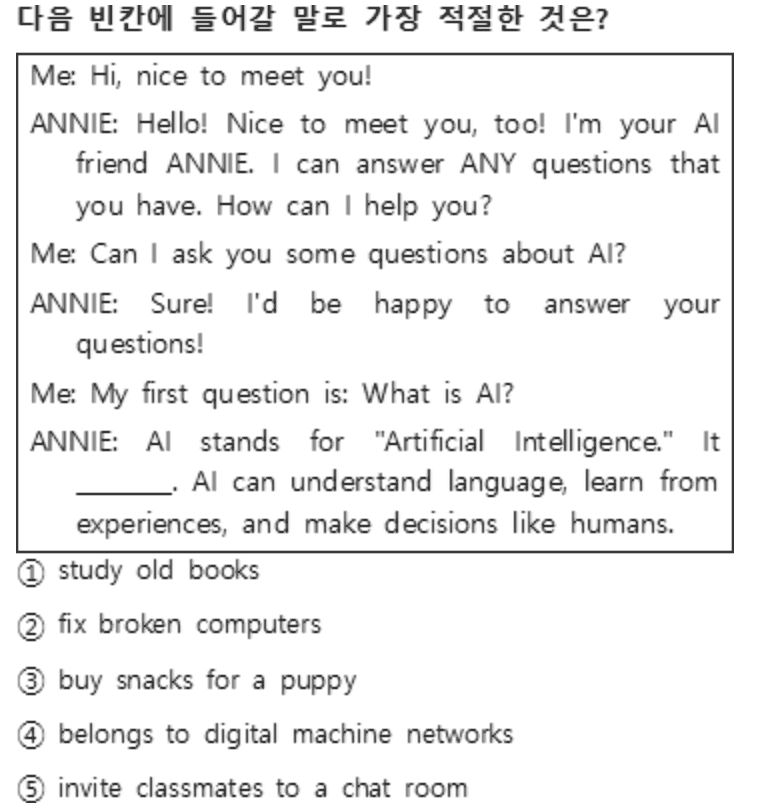 다음 빈칸에 들어갈 말로 가장 적절한 것은?
Me: Hi, nice to meet you!
ANNIE: Hello! Nice to meet you, too! I'm your AI
friend ANNIE. I can answer ANY questions that
you have. How can I help you?
Me: Can I ask you some questions about AI?
ANNIE: Sure! I'd be happy to answer your
questions!
Me: My first question is: What is AI?
ANNIE: AI stands for "Artificial Intelligence." It
_______. AI can understand language, learn from
experiences, and make decisions like humans.
① study old books
② fix broken computers
③ buy snacks for a puppy
④ belongs to digital machine networks
⑤ invite classmates to a chat room